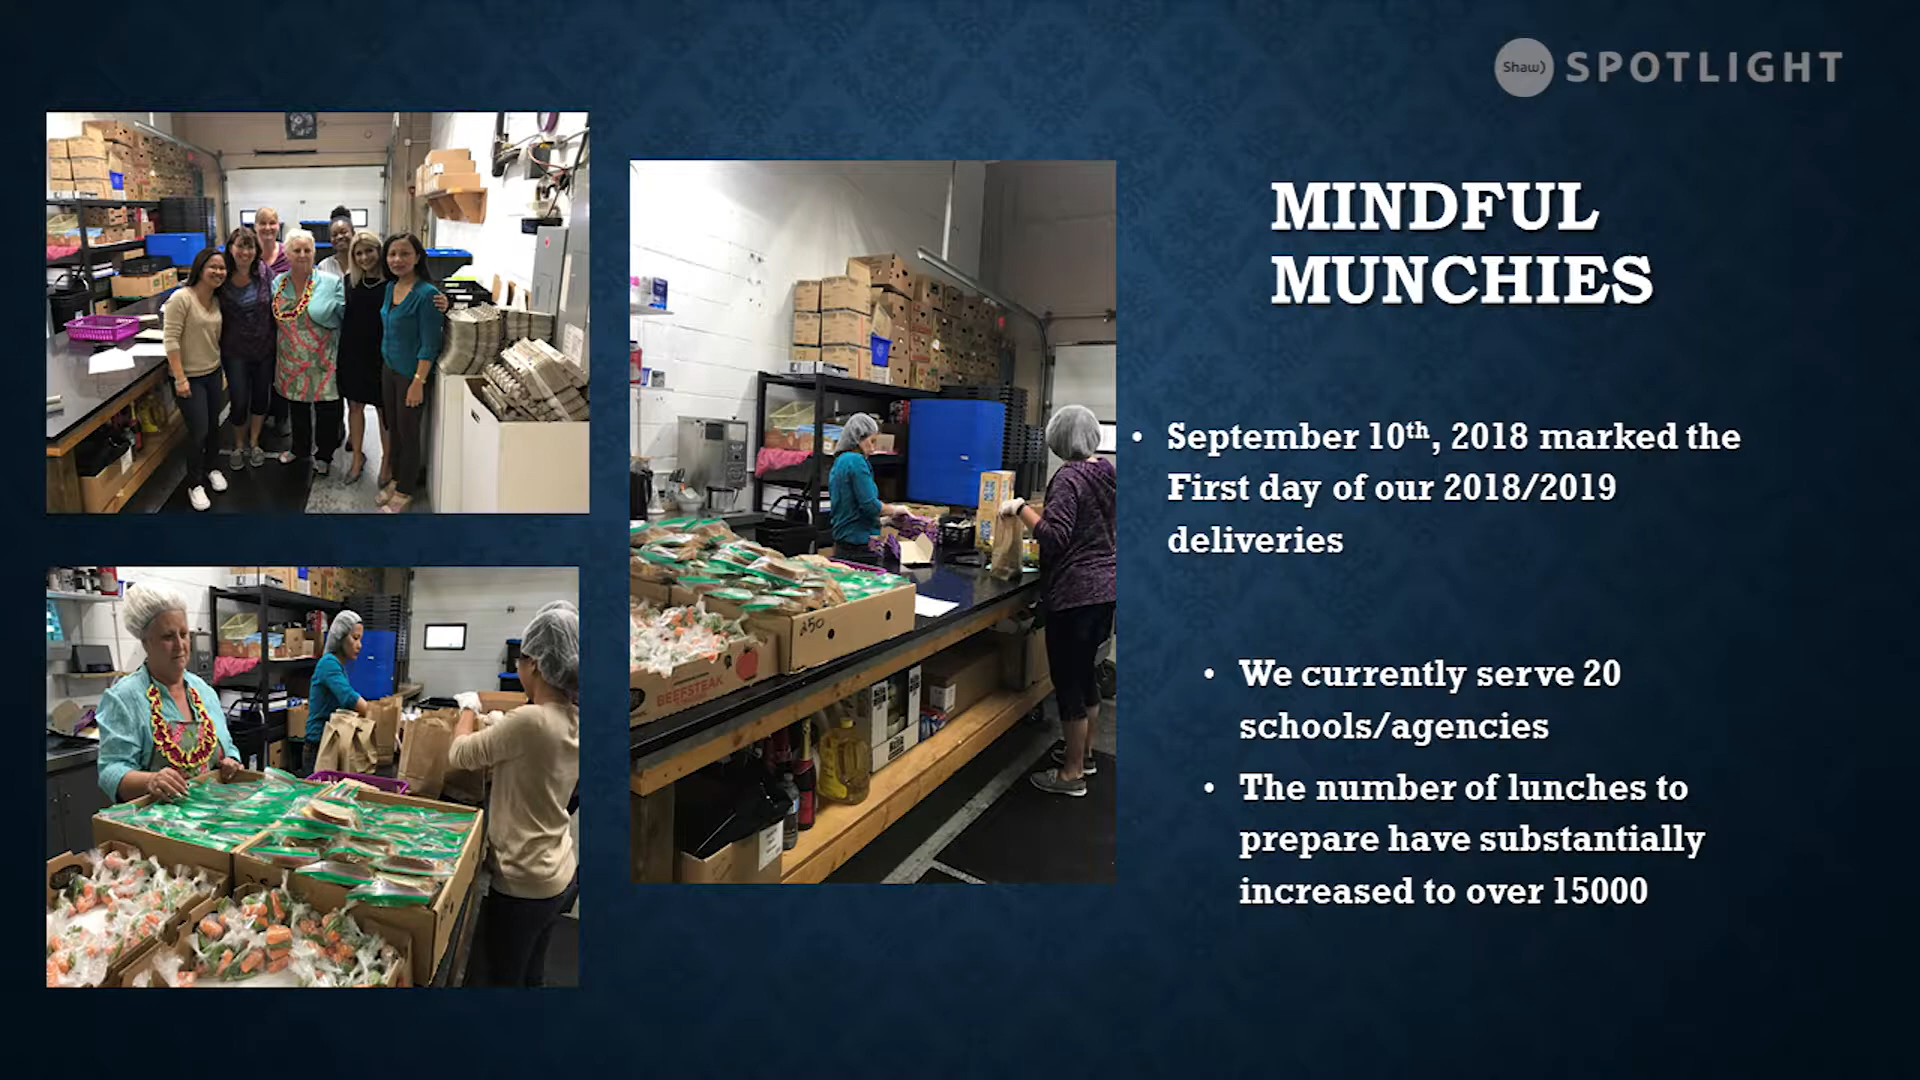 Shaw) SPOTLIGHT
MINDFUL
MUNCHIES
• September 10th, 2018 marked the
First day of our 2018/2019
deliveries
• We currently serve 20
schools/agencies
• The number of lunches to
prepare have substantially
increased to over 15000
250
BEEFSTEAK